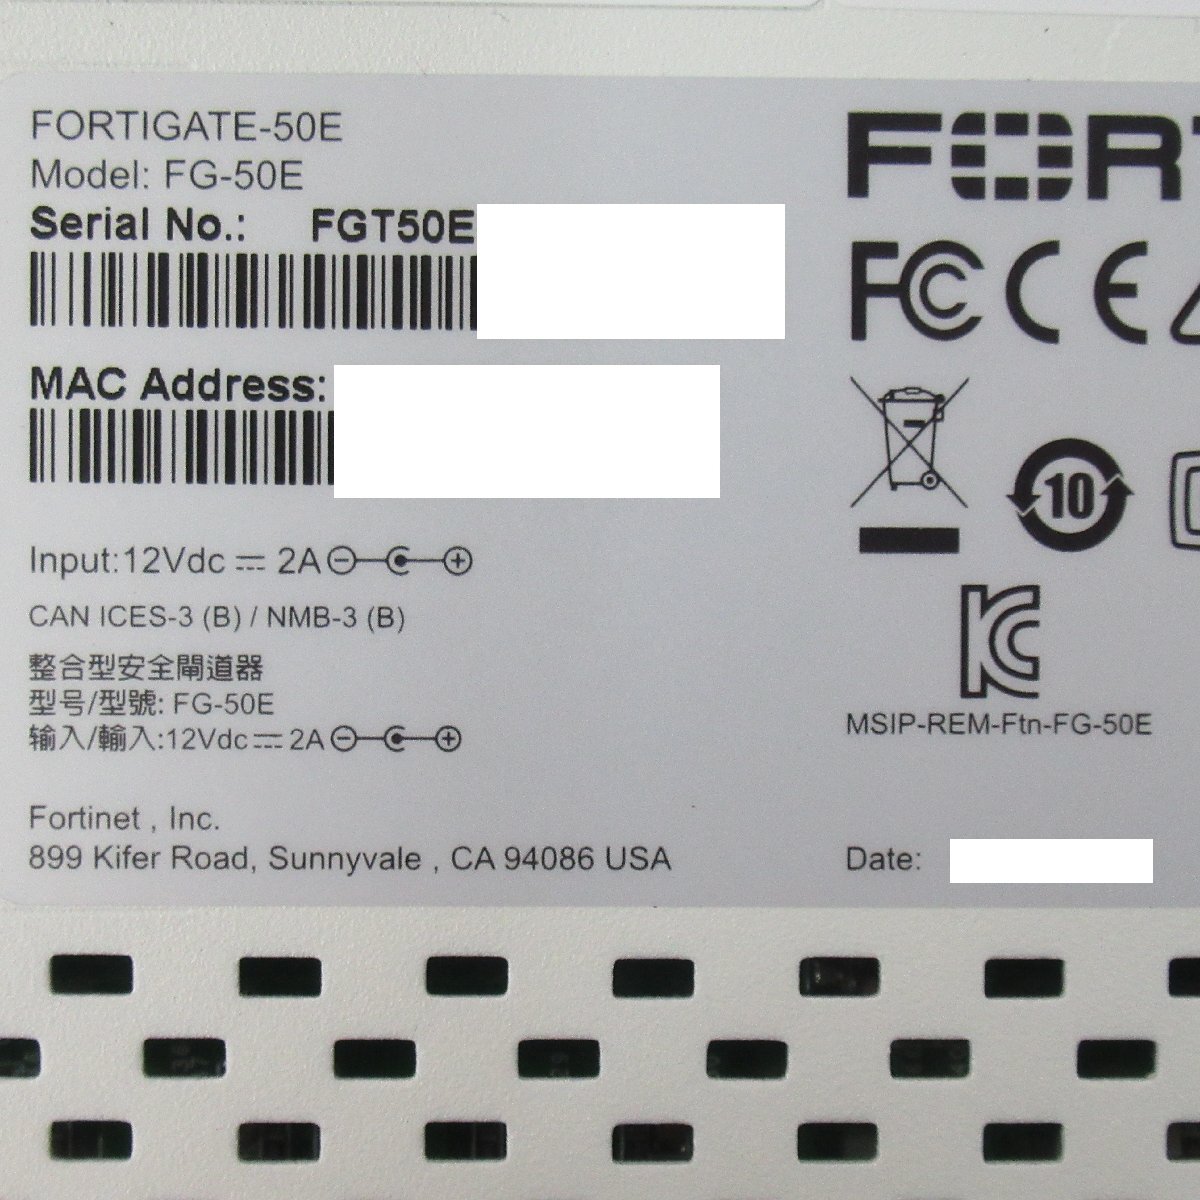 FORTIGATE-50E
Model: FG-50E
Serial No.: FGT50E
MAC Address:
Input:12Vdc ⎓ 2A
CAN ICES-3 (B) / NMB-3 (B)
整合型安全閘道器
型号/型號: FG-50E
输入/輸入:12Vdc ⎓ 2A
Fortinet , Inc.
899 Kifer Road, Sunnyvale , CA 94086 USA
FORT
FC CE
10
KC
MSIP-REM-Ftn-FG-50E
Date: